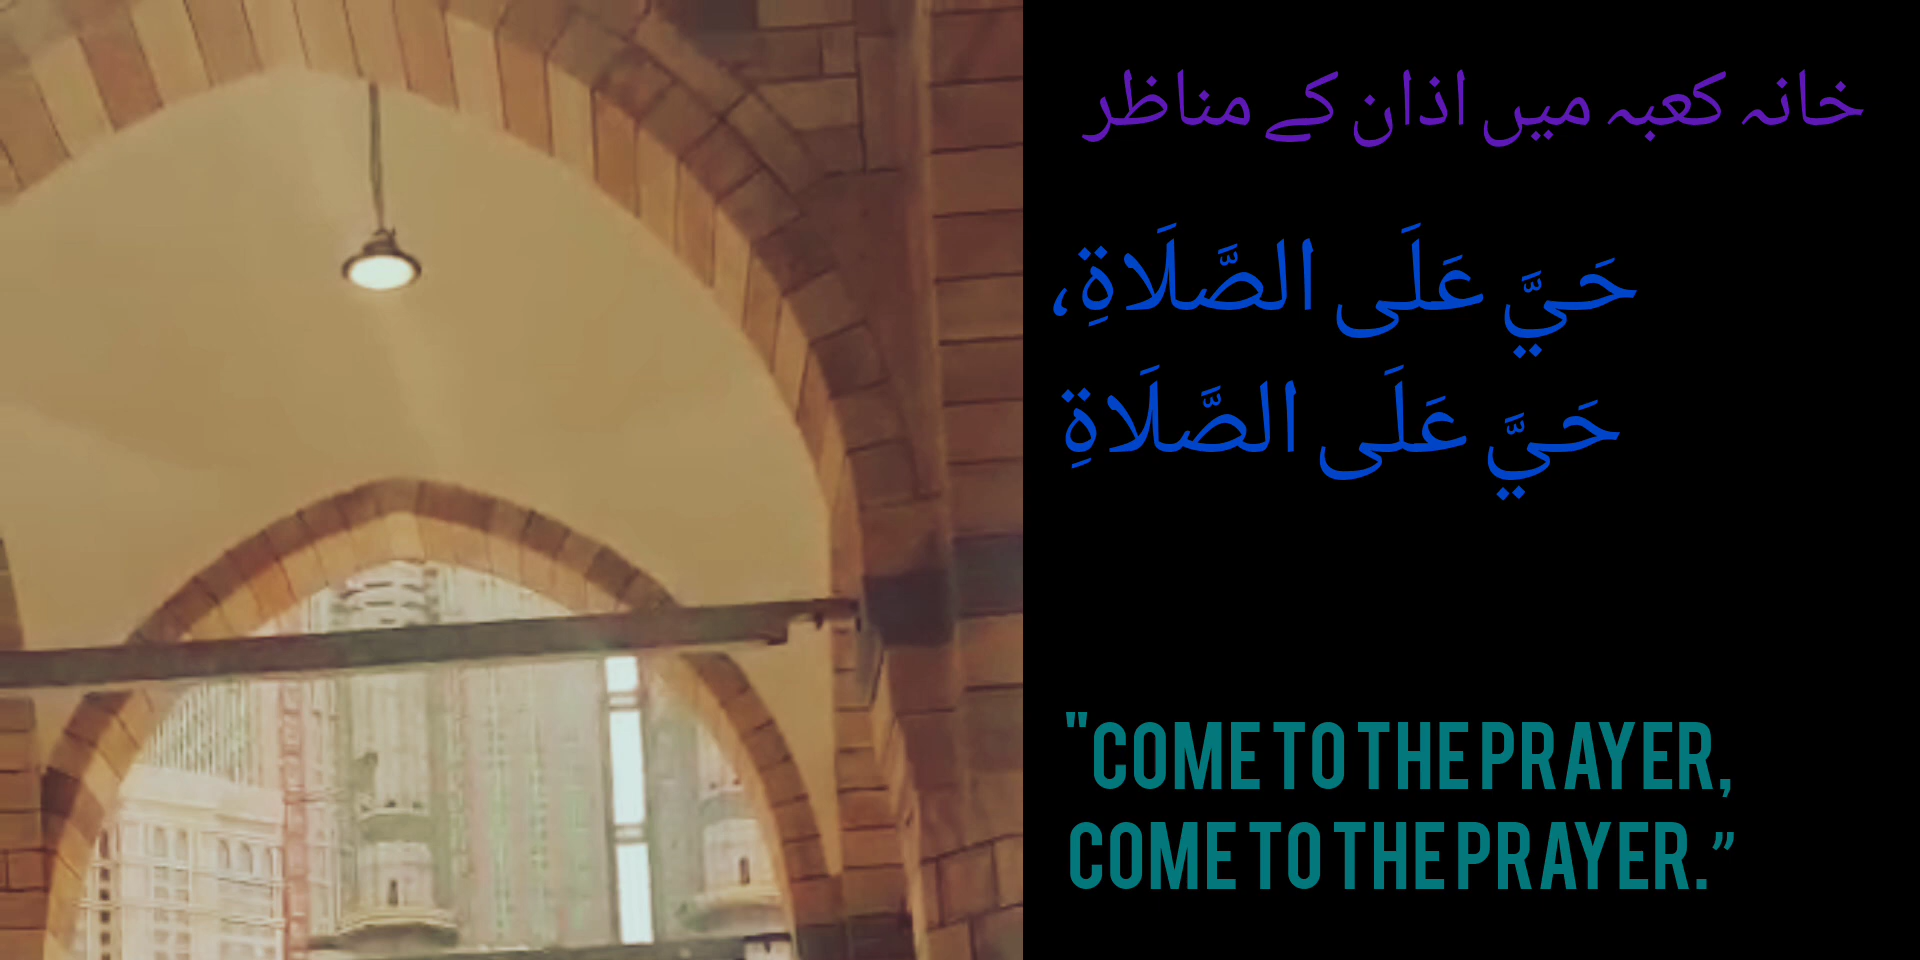 خانہ کعبہ میں اذان کے مناظر
حَيَّ عَلَى الصَّلَاةِ،
حَيَّ عَلَى الصَّلَاةِ
"COME TO THE PRAYER,
COME TO THE PRAYER.”